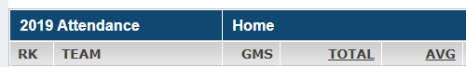 2019 Attendance Home
RK TEAM GMS TOTAL AVG